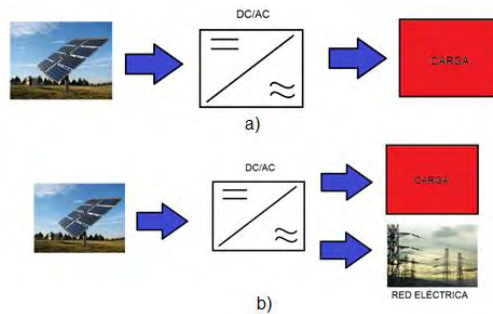 DC/AC
CARGA
a)
DC/AC
CARGA
RED ELÉCTRICA
b)